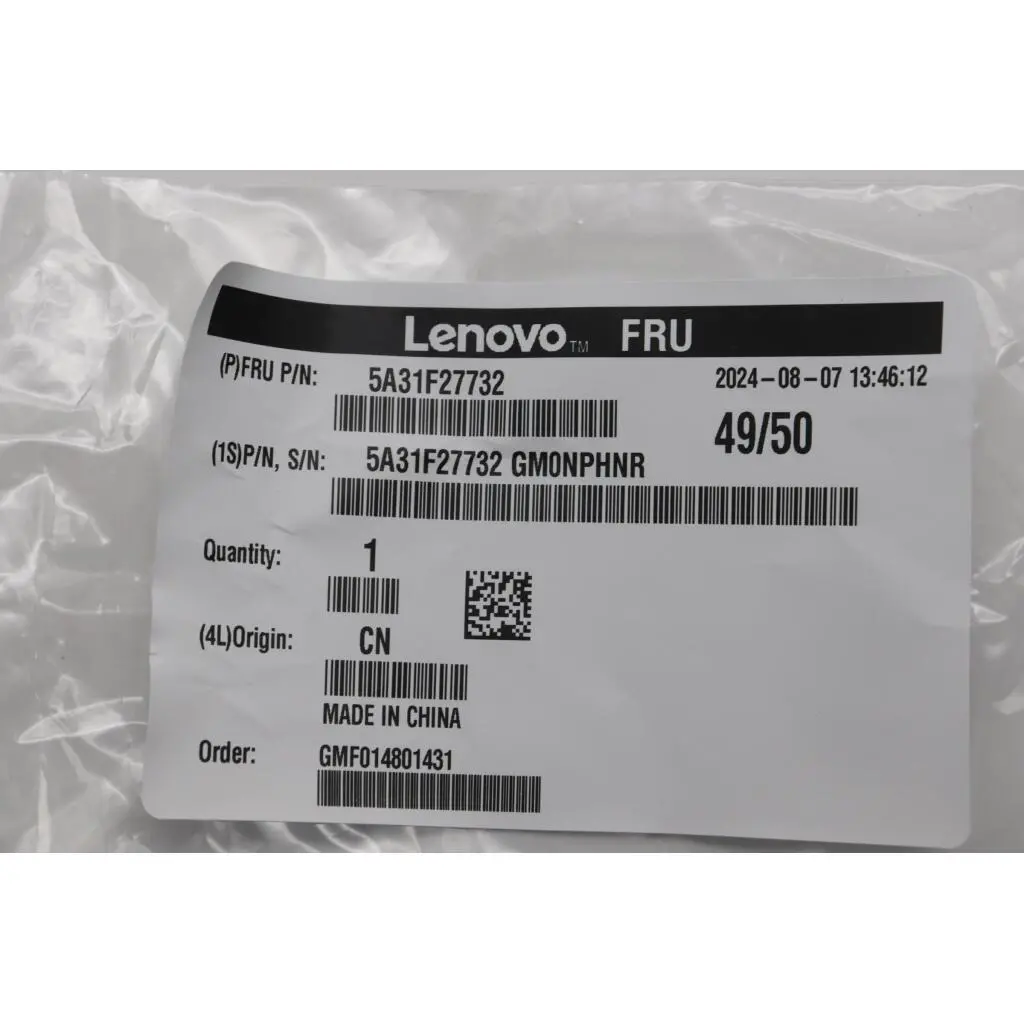 Lenovo™ FRU
(P)FRU P/N: 5A31F27732 2024-08-07 13:46:12
49/50
(1S)P/N, S/N: 5A31F27732 GM0NPHNR
Quantity: 1
(4L)Origin: CN
MADE IN CHINA
Order: GMF014801431